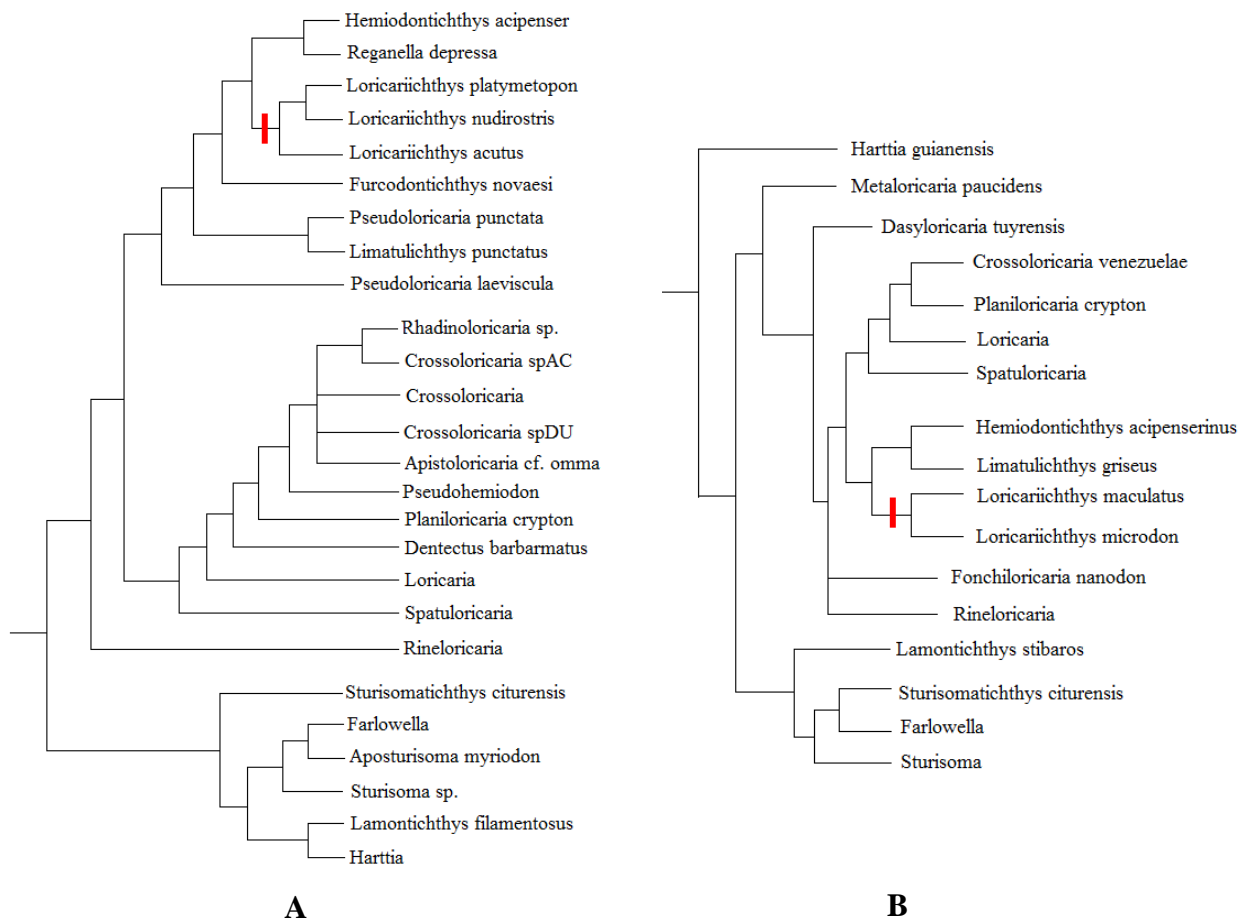 Hemiodontichthys acipenser
Reganella depressa
Loricariichthys platymetopon
Loricariichthys nudirostris
Loricariichthys acutus
Furcodontichthys novaesi
Pseudoloricaria punctata
Limatulichthys punctatus
Pseudoloricaria laeviscula
Rhadinoloricaria sp.
Crossoloricaria spAC
Crossoloricaria
Crossoloricaria spDU
Apistoloricaria cf. omma
Pseudohemiodon
Planiloricaria crypton
Dentectus barbarmatus
Loricaria
Spatuloricaria
Rineloricaria
Sturisomatichthys citurensis
Farlowella
Aposturisoma myriodon
Sturisoma sp.
Lamontichthys filamentosus
Harttia
A
Harttia guianensis
Metaloricaria paucidens
Dasyloricaria tuyrensis
Crossoloricaria venezuelae
Planiloricaria crypton
Loricaria
Spatuloricaria
Hemiodontichthys acipenserinus
Limatulichthys griseus
Loricariichthys maculatus
Loricariichthys microdon
Fonchiloricaria nanodon
Rineloricaria
Lamontichthys stibaros
Sturisomatichthys citurensis
Farlowella
Sturisoma
B